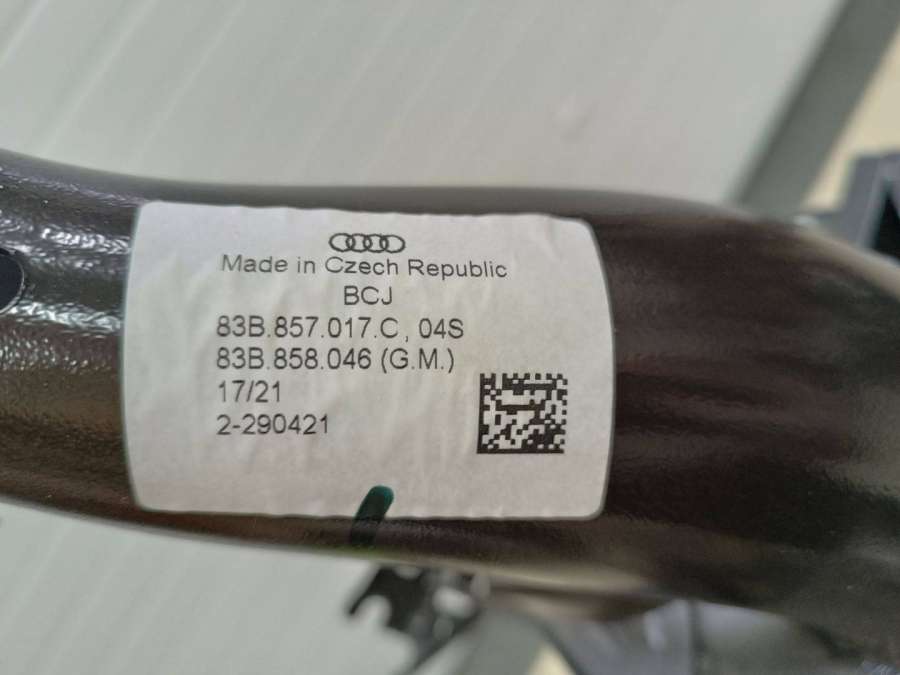 Made in Czech Republic
BCJ
83B.857.017.C, 04S
83B.858.046 (G.M.)
17/21
2-290421